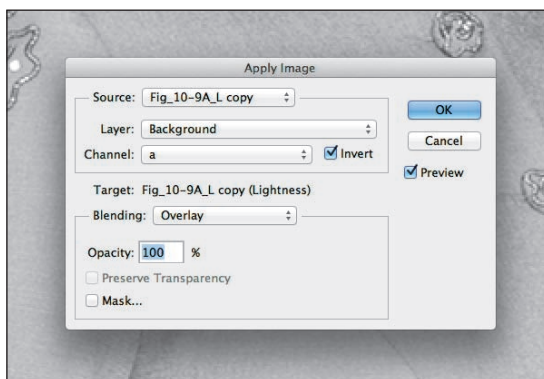 Apply Image
Source: Fig_10-9A_L copy
OK
Layer: Background
Cancel
Channel: a Invert
Preview
Target: Fig_10-9A_L copy (Lightness)
Blending: Overlay
Opacity: 100 %
Preserve Transparency
Mask...